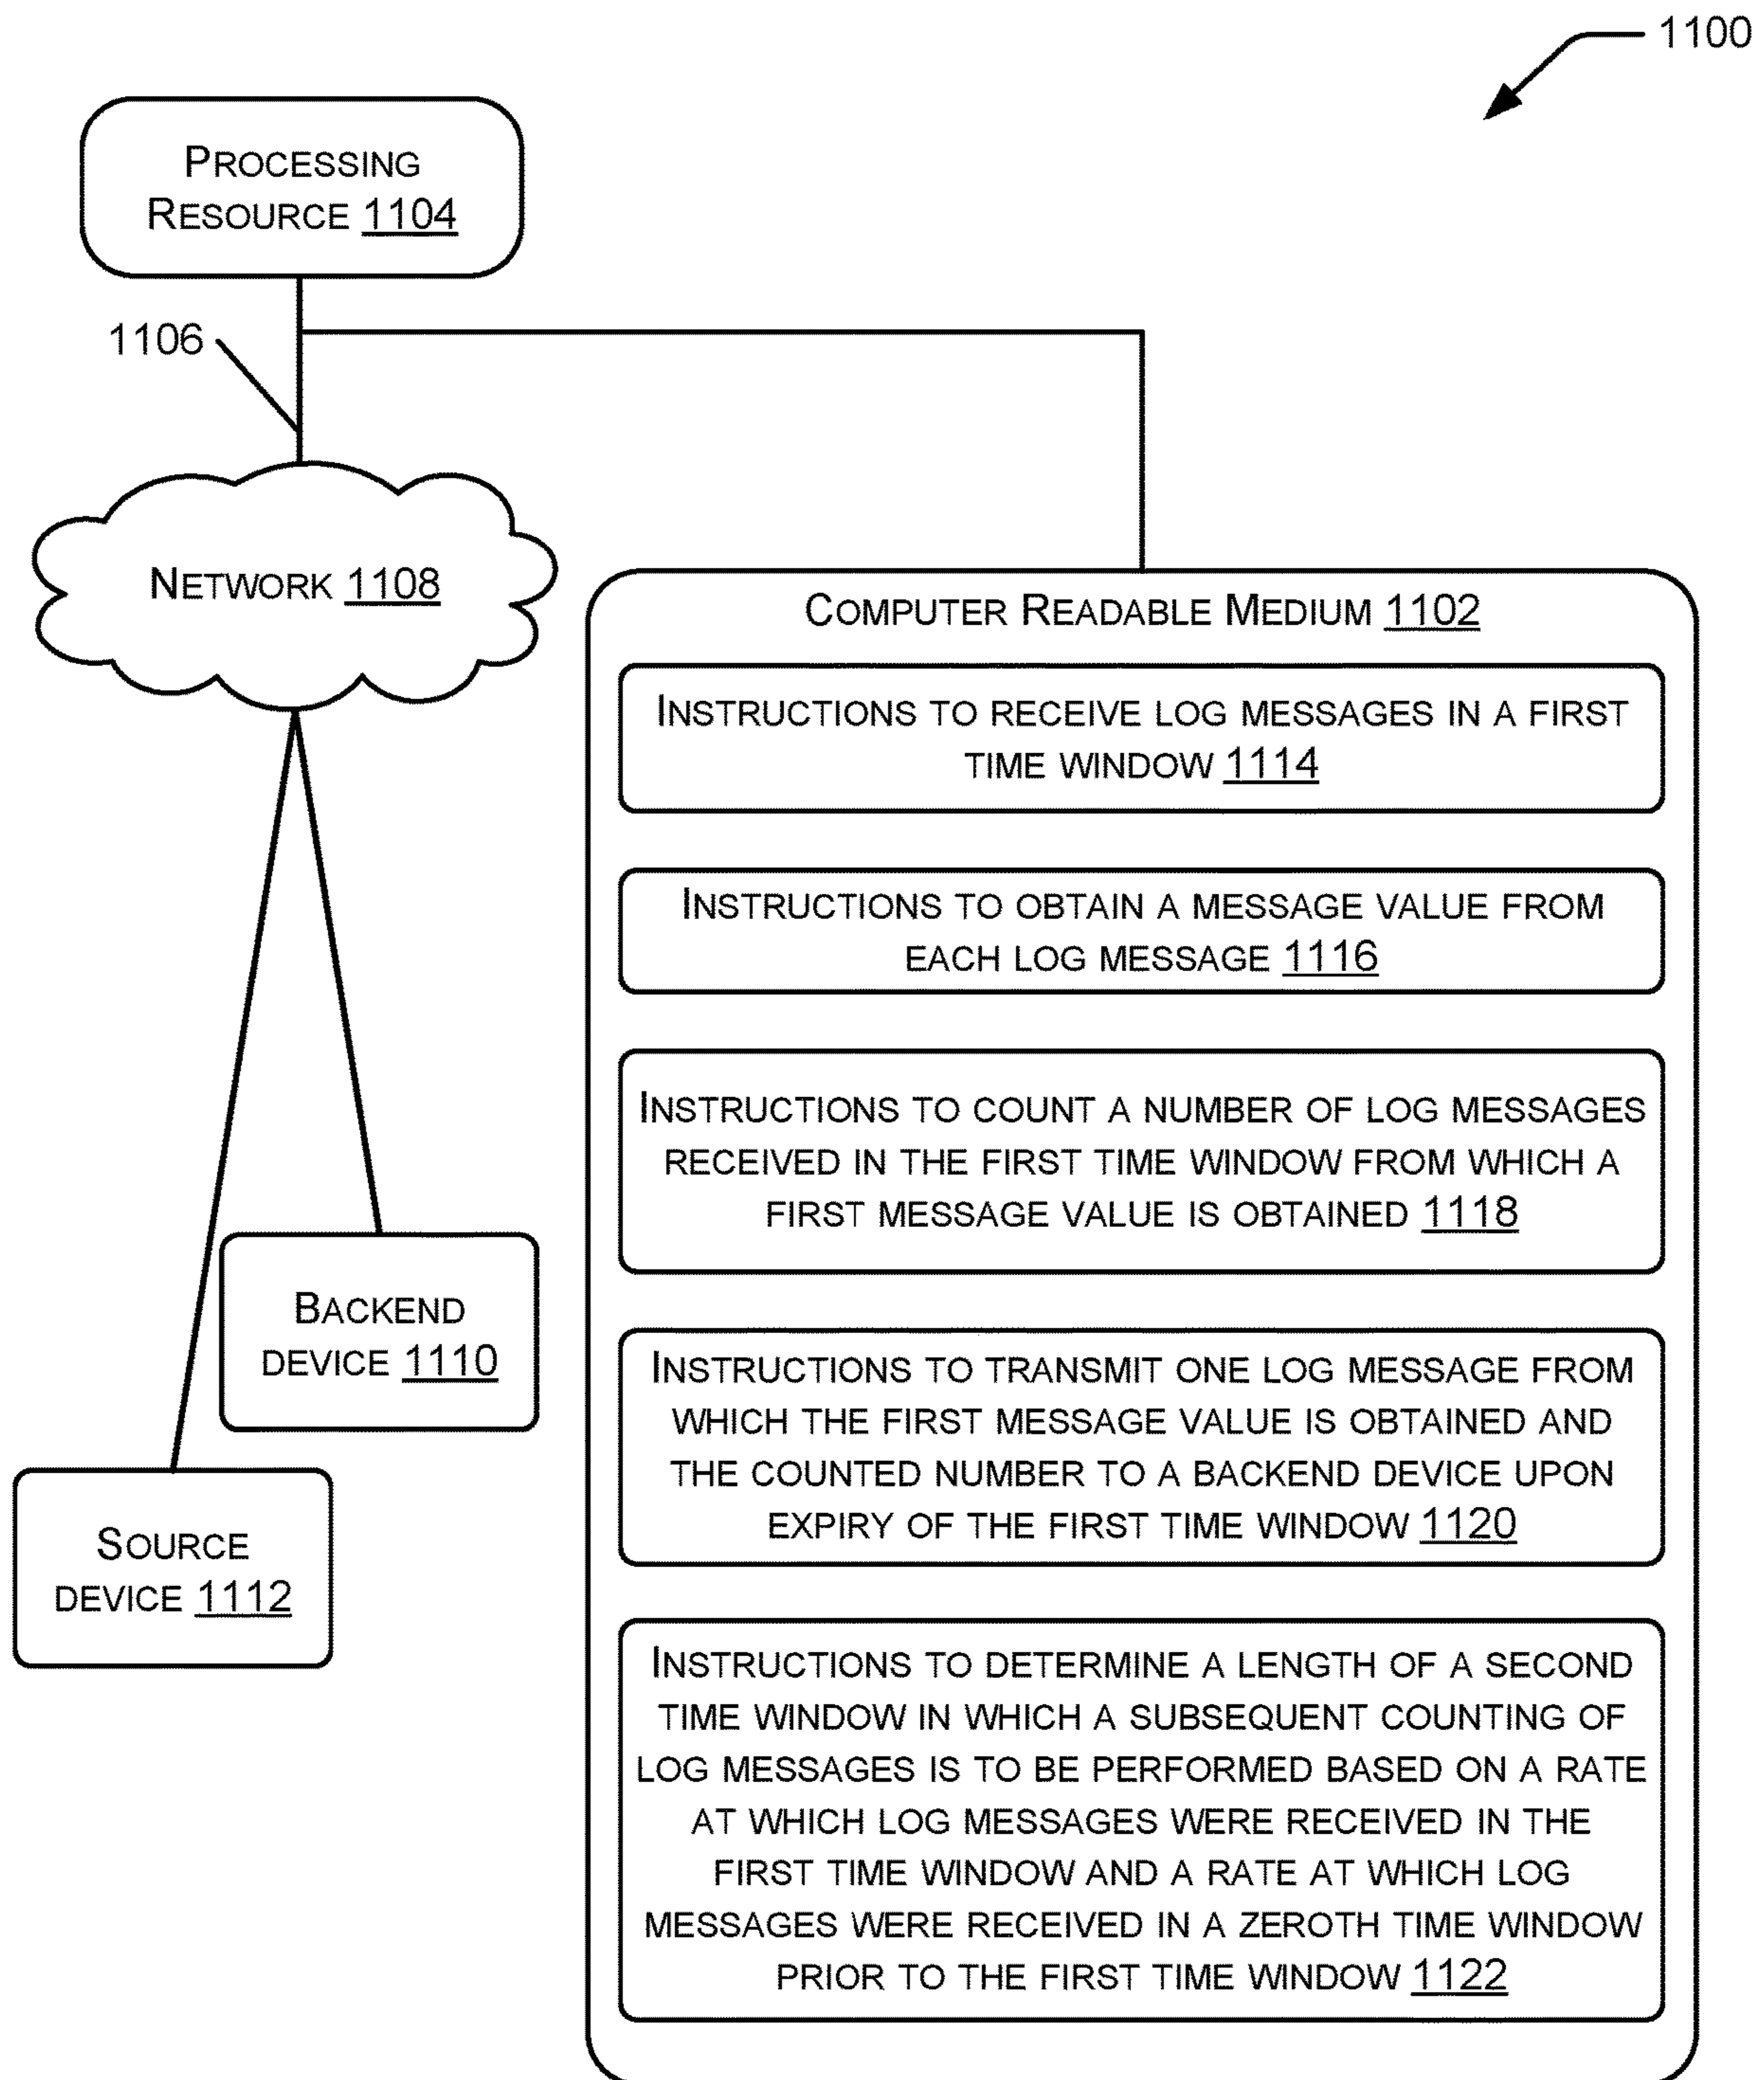 1100
PROCESSING
RESOURCE 1104
1106
NETWORK 1108
COMPUTER READABLE MEDIUM 1102
INSTRUCTIONS TO RECEIVE LOG MESSAGES IN A FIRST
TIME WINDOW 1114
INSTRUCTIONS TO OBTAIN A MESSAGE VALUE FROM
EACH LOG MESSAGE 1116
INSTRUCTIONS TO COUNT A NUMBER OF LOG MESSAGES
RECEIVED IN THE FIRST TIME WINDOW FROM WHICH A
FIRST MESSAGE VALUE IS OBTAINED 1118
INSTRUCTIONS TO TRANSMIT ONE LOG MESSAGE FROM
WHICH THE FIRST MESSAGE VALUE IS OBTAINED AND
THE COUNTED NUMBER TO A BACKEND DEVICE UPON
EXPIRY OF THE FIRST TIME WINDOW 1120
INSTRUCTIONS TO DETERMINE A LENGTH OF A SECOND
TIME WINDOW IN WHICH A SUBSEQUENT COUNTING OF
LOG MESSAGES IS TO BE PERFORMED BASED ON A RATE
AT WHICH LOG MESSAGES WERE RECEIVED IN THE
FIRST TIME WINDOW AND A RATE AT WHICH LOG
MESSAGES WERE RECEIVED IN A ZEROTH TIME WINDOW
PRIOR TO THE FIRST TIME WINDOW 1122
BACKEND
DEVICE 1110
SOURCE
DEVICE 1112